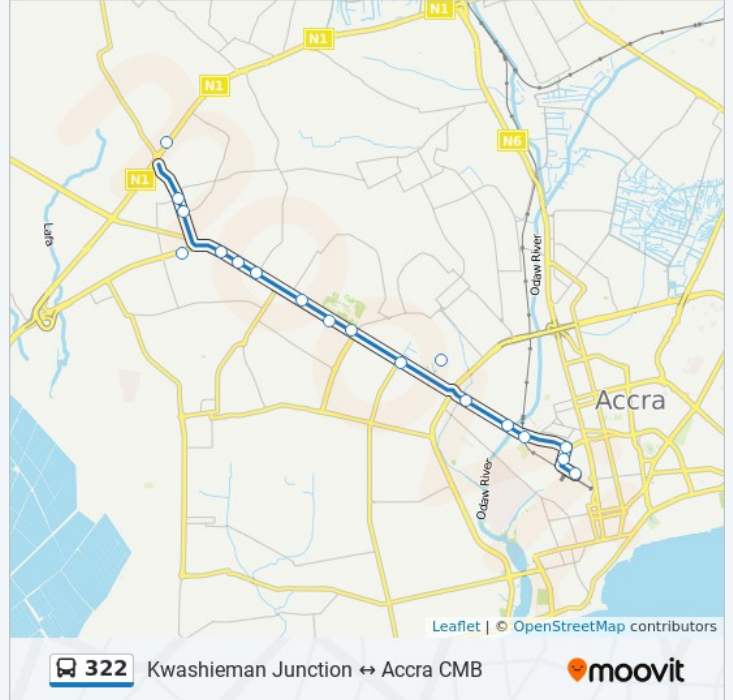 N1
N1
N1
N6
N1
Lafa
Odaw River
Accra
Odaw River
Leaflet | © OpenStreetMap contributors
322 Kwashieman Junction ↔ Accra CMB
moovit